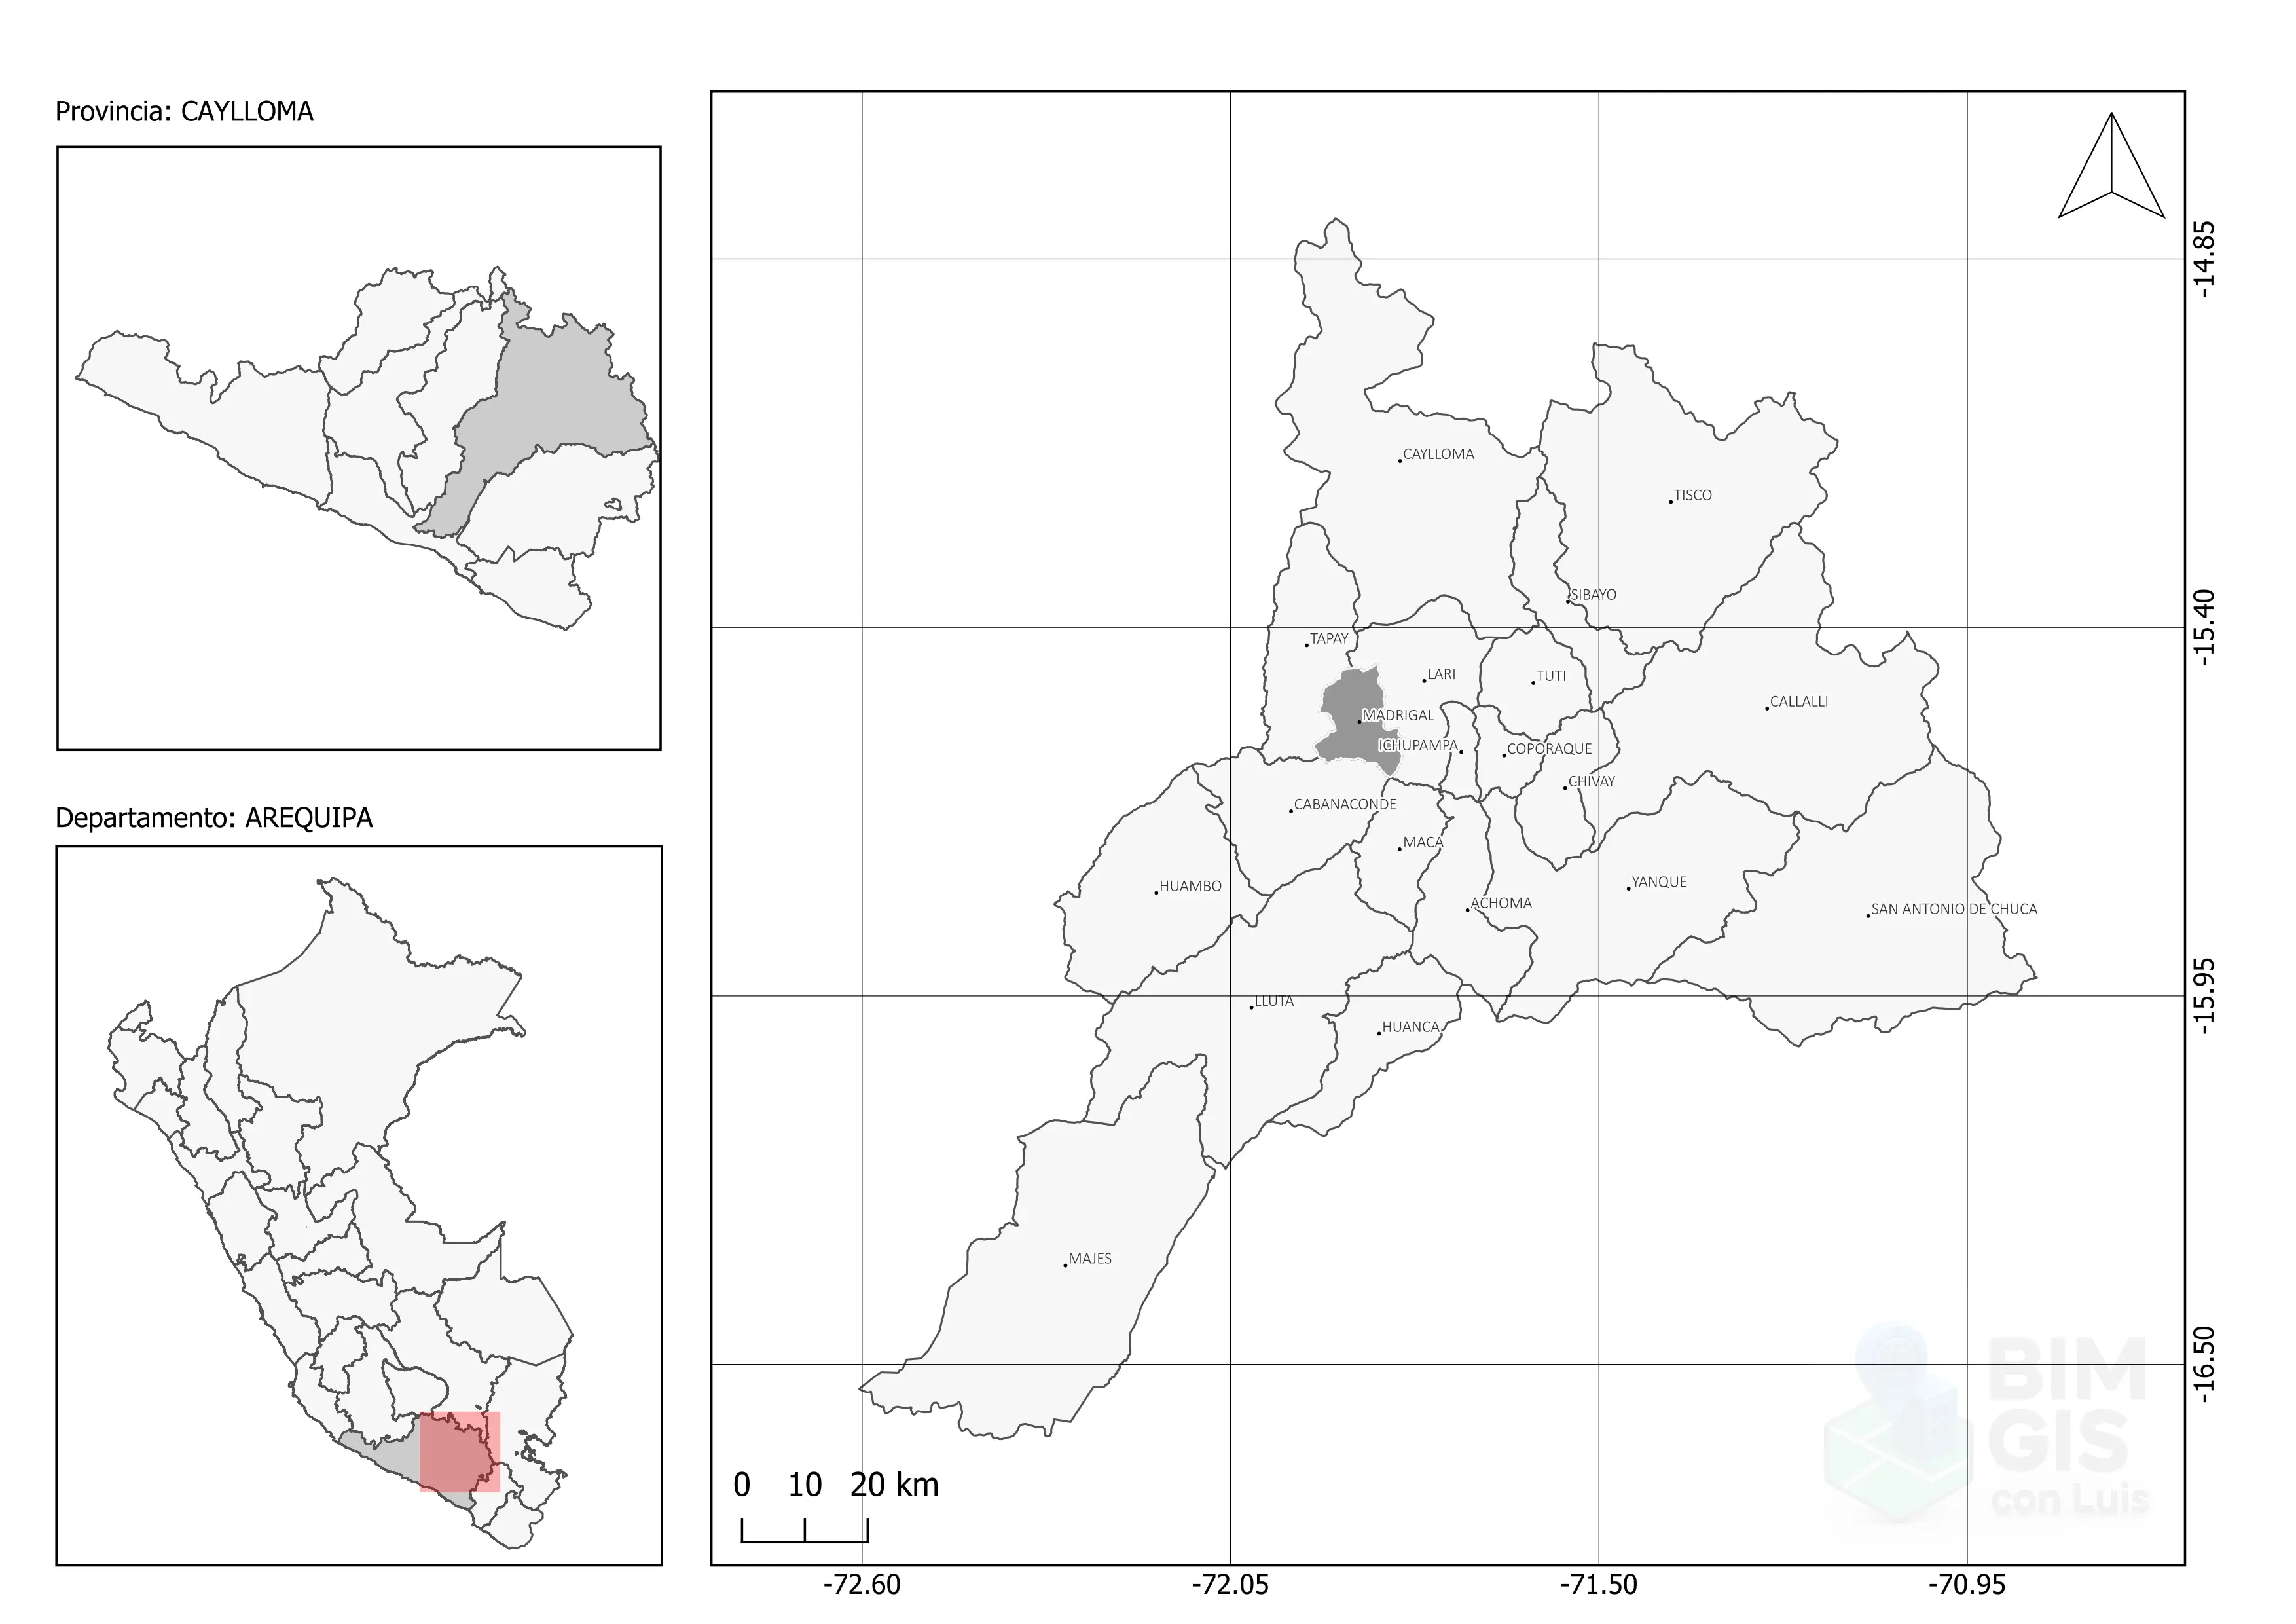 Provincia: CAYLLOMA
Departamento: AREQUIPA
-14.85
CAYLLOMA
TISCO
SIBAYO
-15.40
TAPAY
LARI
TUTI
CALLALLI
MADRIGAL
ICHUPAMPA
COPORAQUE
CHIVAY
CABANACONDE
MACA
HUAMBO
YANQUE
ACHOMA
SAN ANTONIO DE CHUCA
-15.95
LLUTA
HUANCA
MAJES
-16.50
BIM
GIS
con Luis
0 10 20 km
-72.60 -72.05 -71.50 -70.95